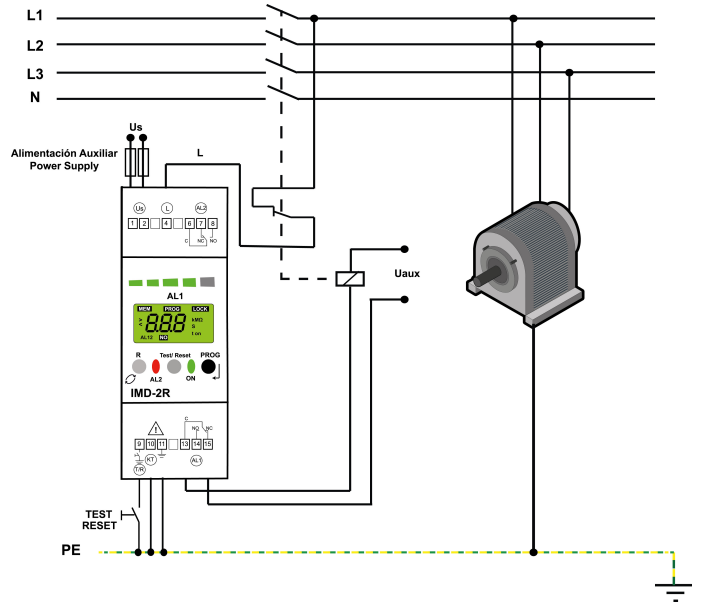 L1
L2
L3
N
Us
Alimentación Auxiliar
Power Supply
L
Us
L
AL2
1 2 4 6 7 8
C NC NO
AL1
MEM PROG LOCK
8.8.8
kMΩ
S
t on
AL12 NO
R Test/ Reset PROG
AL2 ON
IMD-2R
Uaux
C
NO NC
9 10 11 13 14 15
T/R KT AL1
TEST
RESET
PE